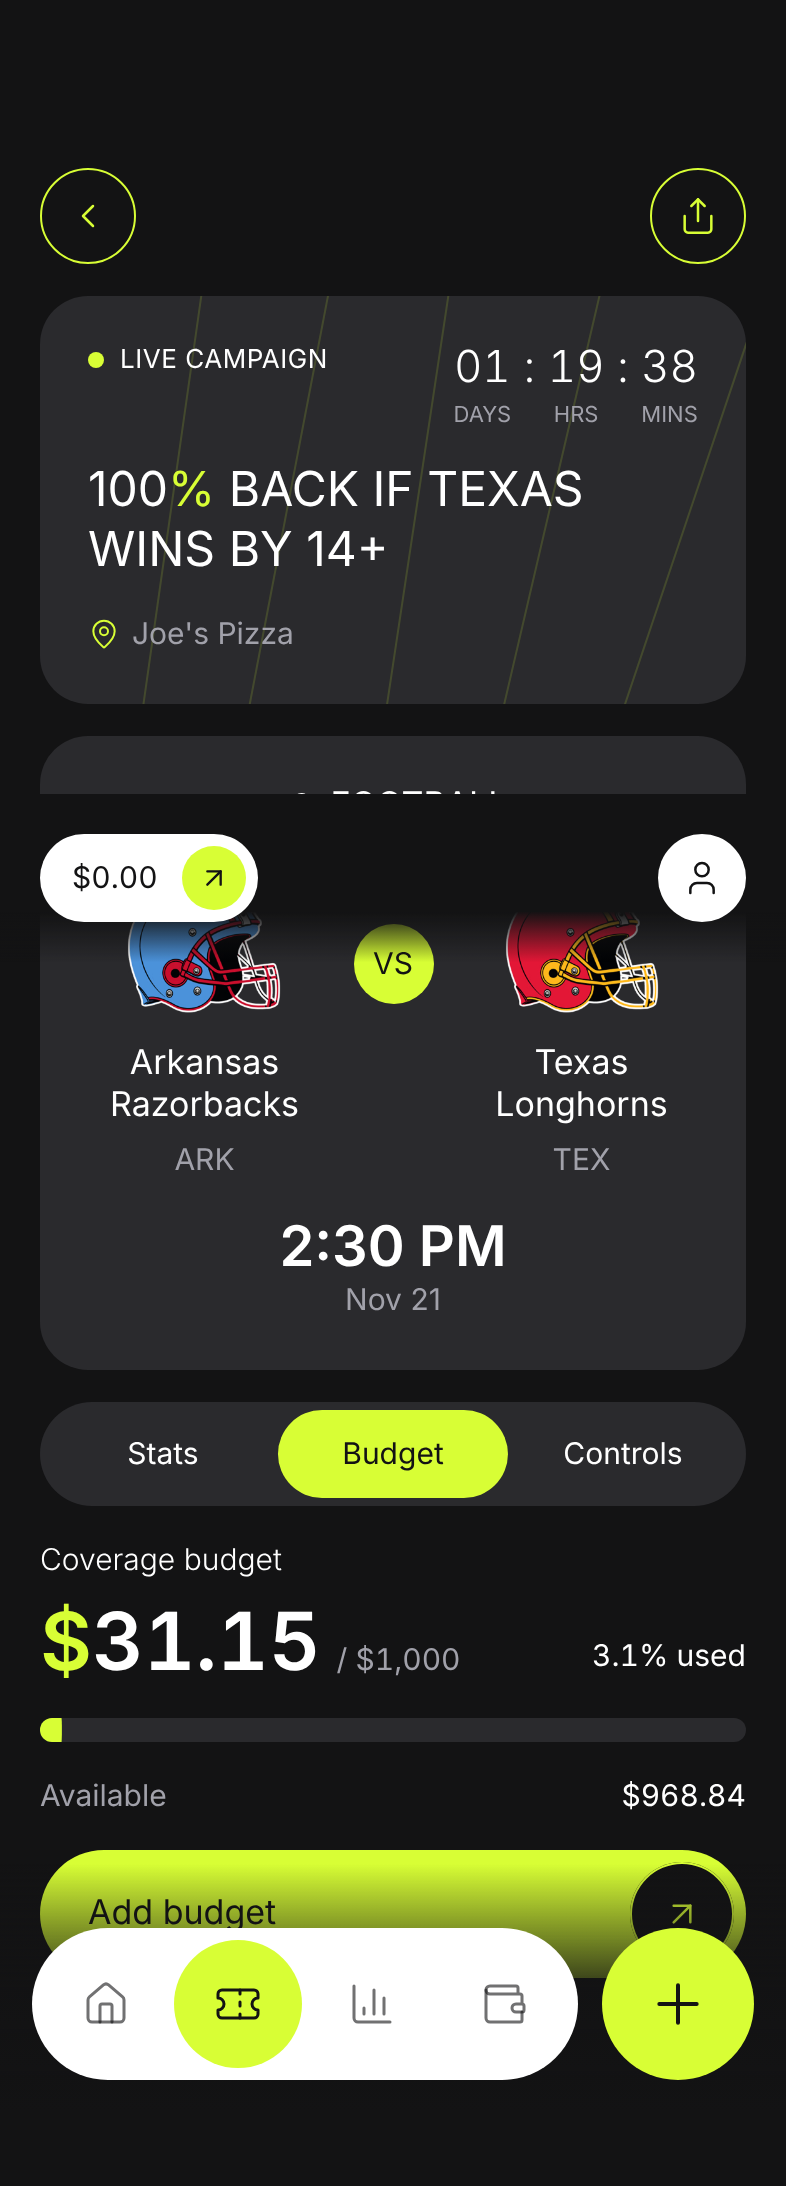 LIVE CAMPAIGN
01 : 19 : 38
DAYS HRS MINS
100% BACK IF TEXAS
WINS BY 14+
Joe's Pizza
FOOTBALL
$0.00
VS
Arkansas
Razorbacks
ARK
Texas
Longhorns
TEX
2:30 PM
Nov 21
Stats
Budget
Controls
Coverage budget
$31.15 / $1,000
3.1% used
Available
$968.84
Add budget